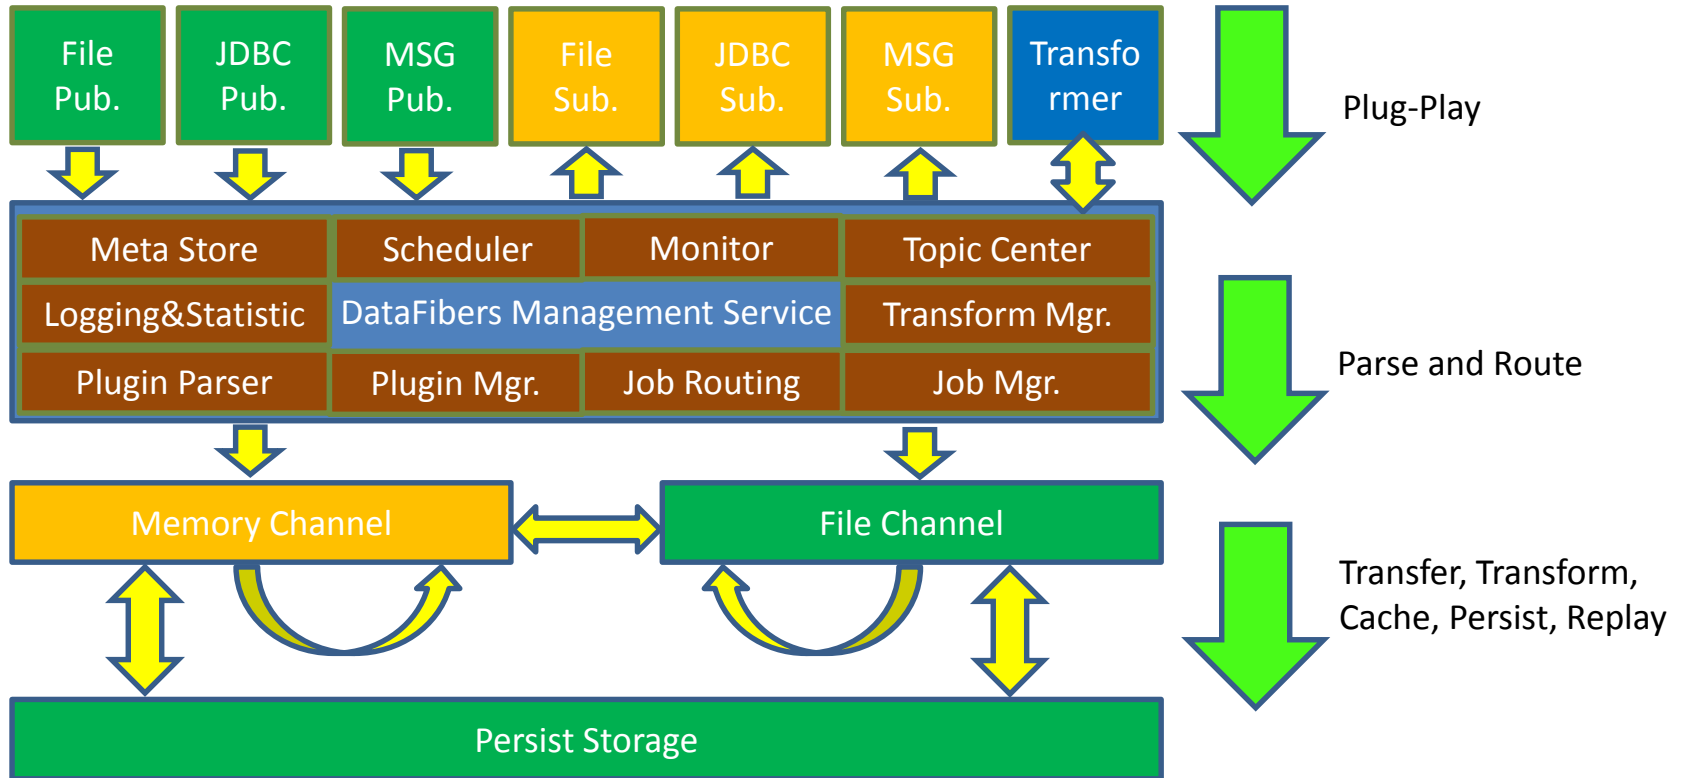 File
Pub.
JDBC
Pub.
MSG
Pub.
File
Sub.
JDBC
Sub.
MSG
Sub.
Transfo
rmer
Plug-Play
Meta Store
Scheduler
Monitor
Topic Center
Logging&Statistic
DataFibers Management Service
Transform Mgr.
Plugin Parser
Plugin Mgr.
Job Routing
Job Mgr.
Parse and Route
Memory Channel
File Channel
Transfer, Transform,
Cache, Persist, Replay
Persist Storage